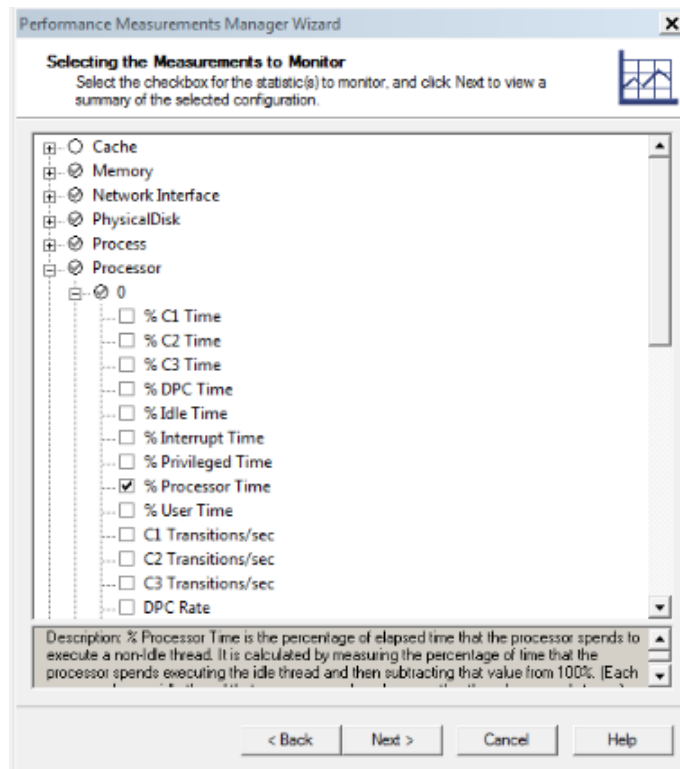 Performance Measurements Manager Wizard
Selecting the Measurements to Monitor
Select the checkbox for the statistic(s) to monitor, and click Next to view a
summary of the selected configuration.
Cache
Memory
Network Interface
PhysicalDisk
Process
Processor
0
% C1 Time
% C2 Time
% C3 Time
% DPC Time
% Idle Time
% Interrupt Time
% Privileged Time
% Processor Time
% User Time
C1 Transitions/sec
C2 Transitions/sec
C3 Transitions/sec
DPC Rate
Description: % Processor Time is the percentage of elapsed time that the processor spends to
execute a non-Idle thread. It is calculated by measuring the percentage of time that the
processor spends executing the idle thread and then subtracting that value from 100%. (Each
< Back
Next >
Cancel
Help